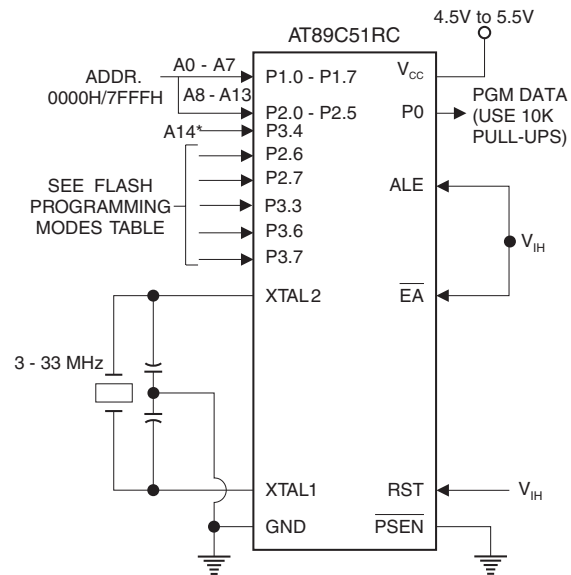 4.5V to 5.5V
AT89C51RC
ADDR.
0000H/7FFFH
A0 - A7
P1.0 - P1.7
VCC
A8 - A13
P2.0 - P2.5
P0
PGM DATA
(USE 10K
PULL-UPS)
A14*
P3.4
P2.6
SEE FLASH
PROGRAMMING
MODES TABLE
P2.7
ALE
P3.3
P3.6
VIH
P3.7
XTAL2
EA
3 - 33 MHz
XTAL1
RST
VIH
GND
PSEN